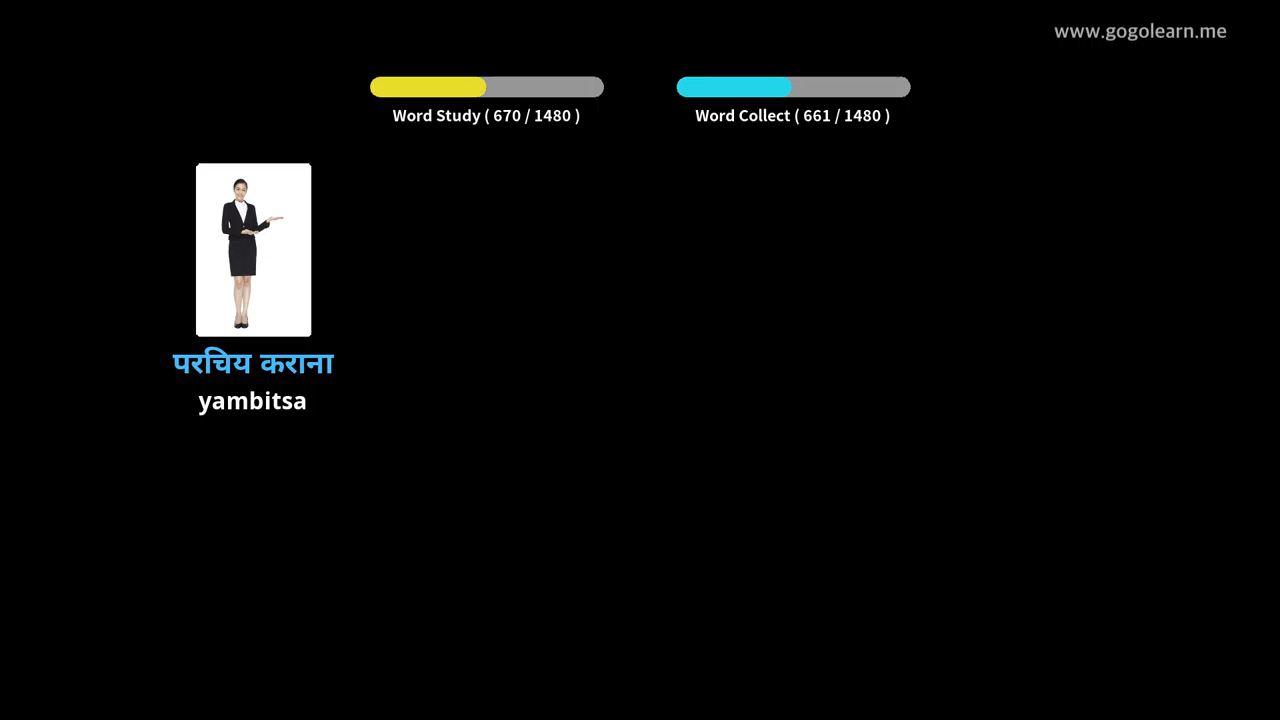 www.gogolearn.me
Word Study ( 670 / 1480 )
Word Collect ( 661 / 1480 )
परिचय कराना
yambitsa